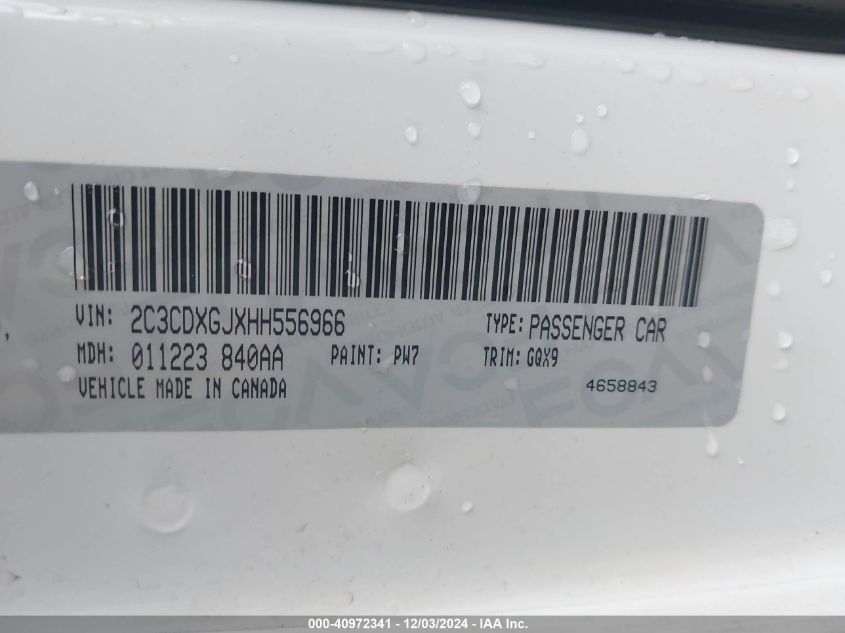 VIN: 2C3CDXGJXHH556966 TYPE: PASSENGER CAR
MDH: 011223 840AA PAINT: PW7 TRIM: GQX9
VEHICLE MADE IN CANADA 4658843
000-40972341 - 12/03/2024 - IAA Inc.